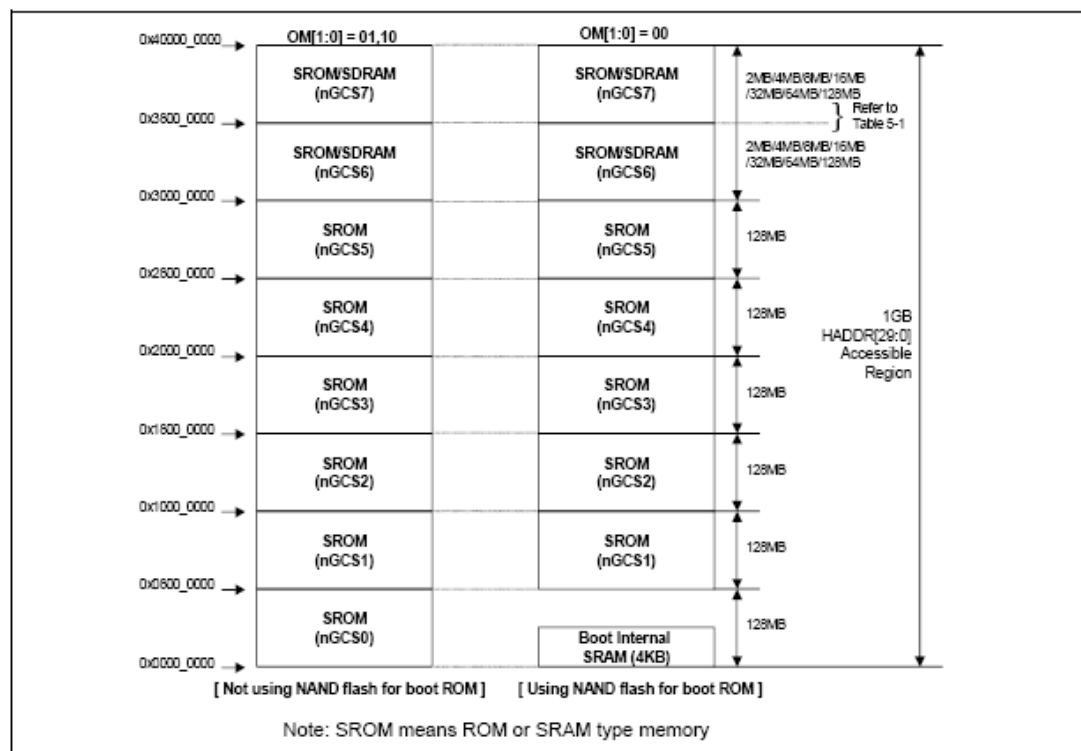 OM[1:0] = 01,10
OM[1:0] = 00
0x40000_0000
SROM/SDRAM
(nGCS7)
SROM/SDRAM
(nGCS7)
2MB/4MB/8MB/16MB
/32MB/64MB/128MB
Refer to
Table 5-1
0x3800_0000
SROM/SDRAM
(nGCS6)
SROM/SDRAM
(nGCS6)
2MB/4MB/8MB/16MB
/32MB/64MB/128MB
0x3000_0000
SROM
(nGCS5)
SROM
(nGCS5)
128MB
0x2800_0000
SROM
(nGCS4)
SROM
(nGCS4)
128MB
1GB
HADDR[29:0]
Accessible
Region
0x2000_0000
SROM
(nGCS3)
SROM
(nGCS3)
128MB
0x1800_0000
SROM
(nGCS2)
SROM
(nGCS2)
128MB
0x1000_0000
SROM
(nGCS1)
SROM
(nGCS1)
128MB
0x0800_0000
SROM
(nGCS0)
Boot Internal
SRAM (4KB)
128MB
0x0000_0000
[ Not using NAND flash for boot ROM ]
[ Using NAND flash for boot ROM ]
Note: SROM means ROM or SRAM type memory